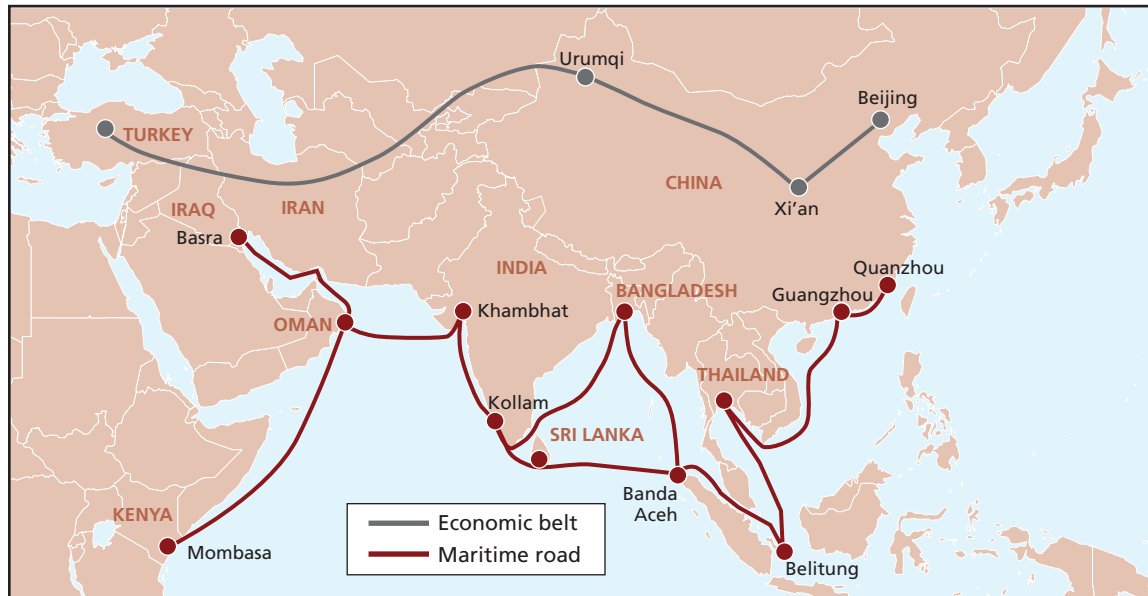 Urumqi
Beijing
TURKEY
CHINA
Xi’an
IRAQ
IRAN
Basra
INDIA
Quanzhou
BANGLADESH
Guangzhou
Khambhat
OMAN
THAILAND
Kollam
SRI LANKA
Banda
Aceh
KENYA
Economic belt
Mombasa
Maritime road
Belitung